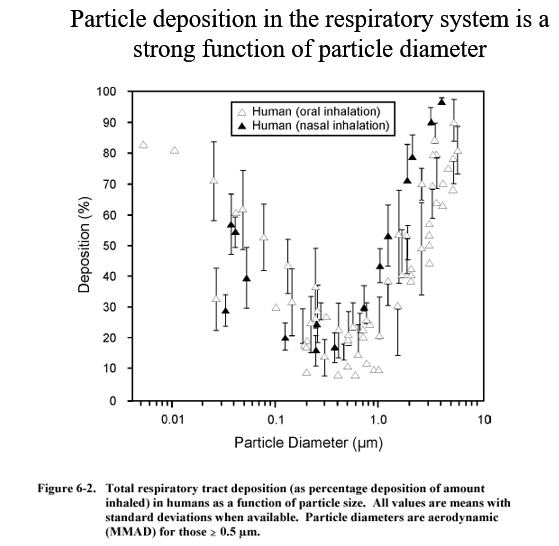 Particle deposition in the respiratory system is a
strong function of particle diameter
100
90
80
70
60
50
40
30
20
10
0
Deposition (%)
△ Human (oral inhalation)
▲ Human (nasal inhalation)
0.01 0.1 1.0 10
Particle Diameter (µm)
Figure 6-2. Total respiratory tract deposition (as percentage deposition of amount
inhaled) in humans as a function of particle size. All values are means with
standard deviations when available. Particle diameters are aerodynamic
(MMAD) for those ≥ 0.5 µm.